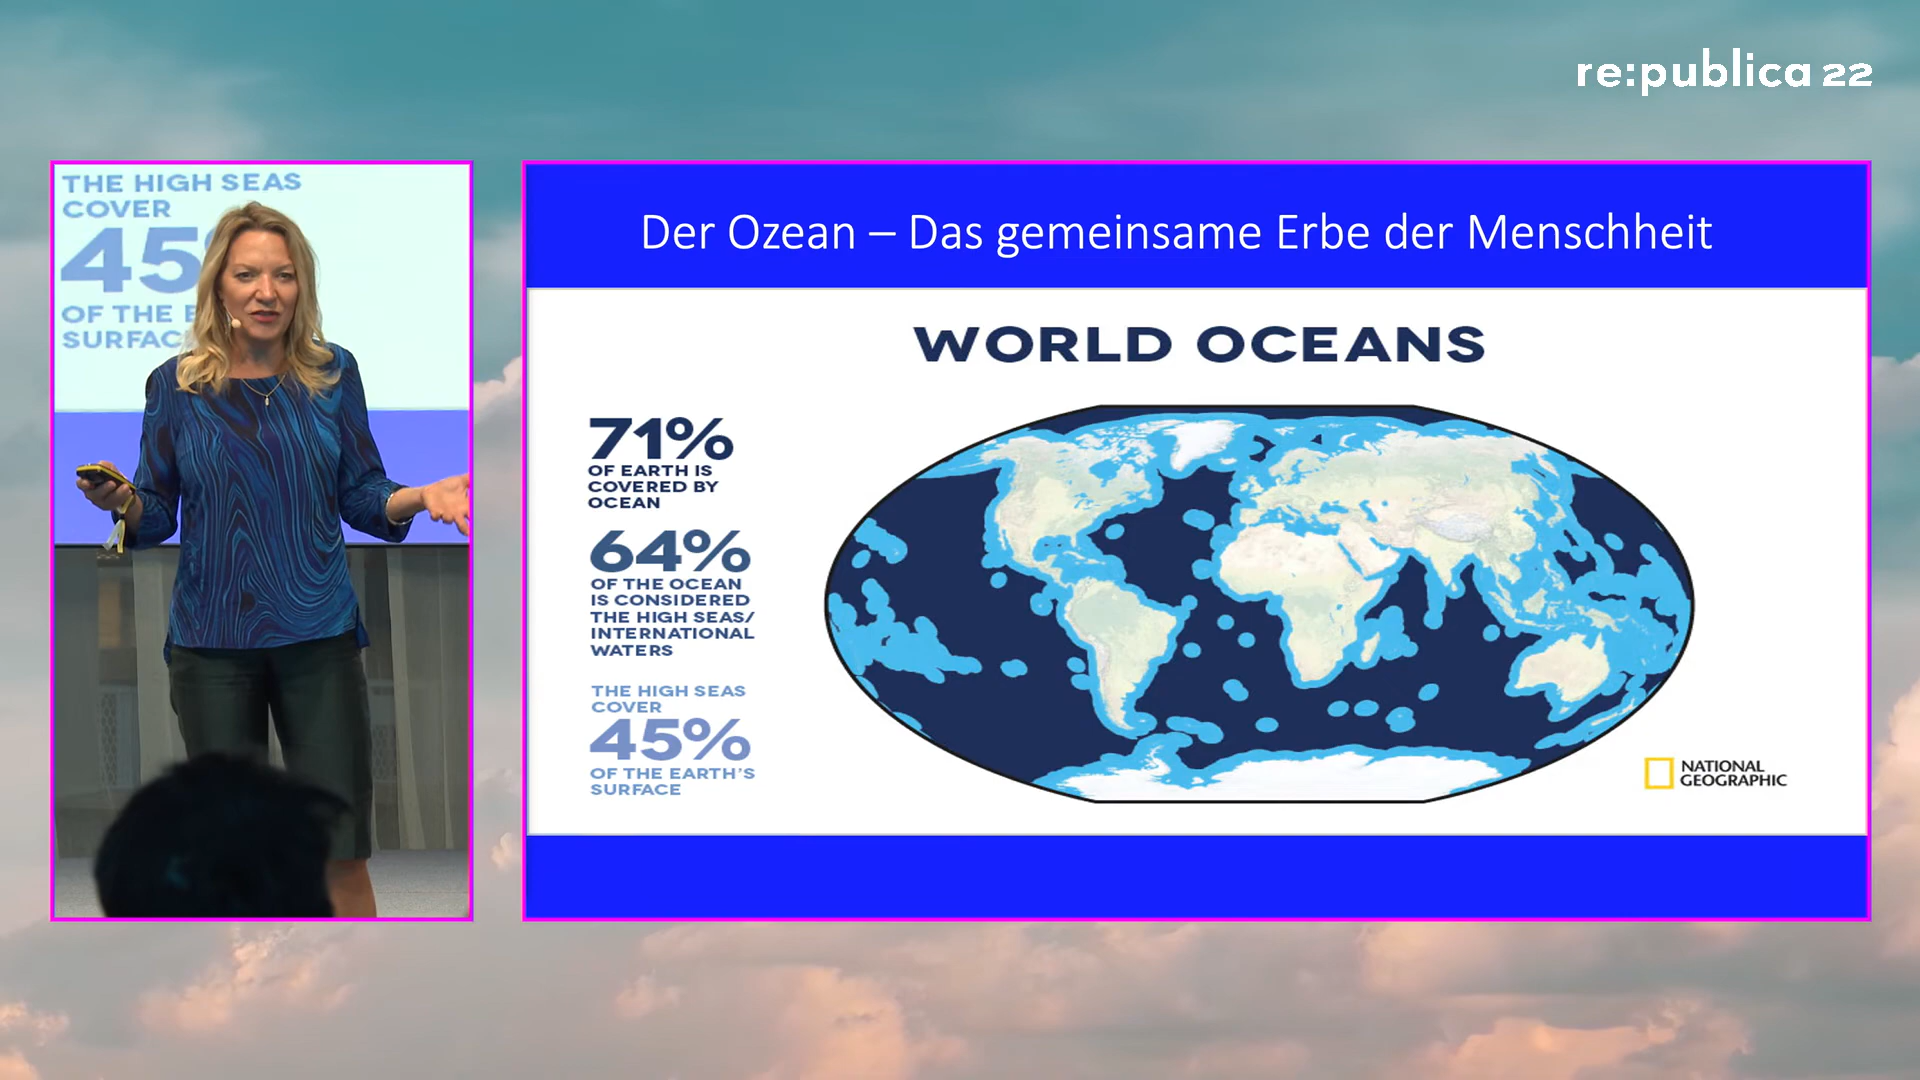 re:publica 22
THE HIGH SEAS
COVER
45
OF THE E
SURFAC
Der Ozean – Das gemeinsame Erbe der Menschheit
WORLD OCEANS
71%
OF EARTH IS
COVERED BY
OCEAN
64%
OF THE OCEAN
IS CONSIDERED
THE HIGH SEAS/
INTERNATIONAL
WATERS
THE HIGH SEAS
COVER
45%
OF THE EARTH'S
SURFACE
NATIONAL
GEOGRAPHIC